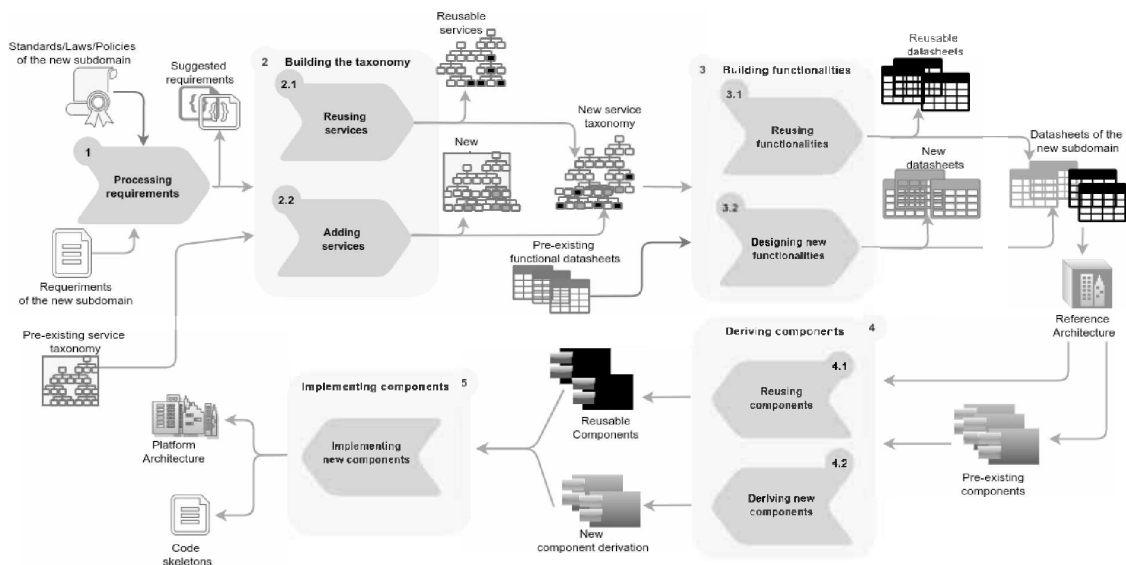 Standards/Laws/Policies
of the new subdomain
Suggested
requirements
1
Processing
requirements
Requeriments
of the new subdomain
Pre-existing service
taxonomy
2 Building the taxonomy
2.1
Reusing
services
2.2
Adding
services
Reusable
services
New
New service
taxonomy
Pre-existing
functional datasheets
3 Building functionalities
3.1
Reusing
functionalities
3.2
Designing new
functionalities
Reusable
datasheets
New
datasheets
Datasheets of the
new subdomain
Reference
Architecture
Deriving components 4
4.1
Reusing
components
4.2
Deriving new
components
Pre-existing
components
Reusable
Components
New
component derivation
Implementing components 5
Implementing
new components
Platform
Architecture
Code
skeletons